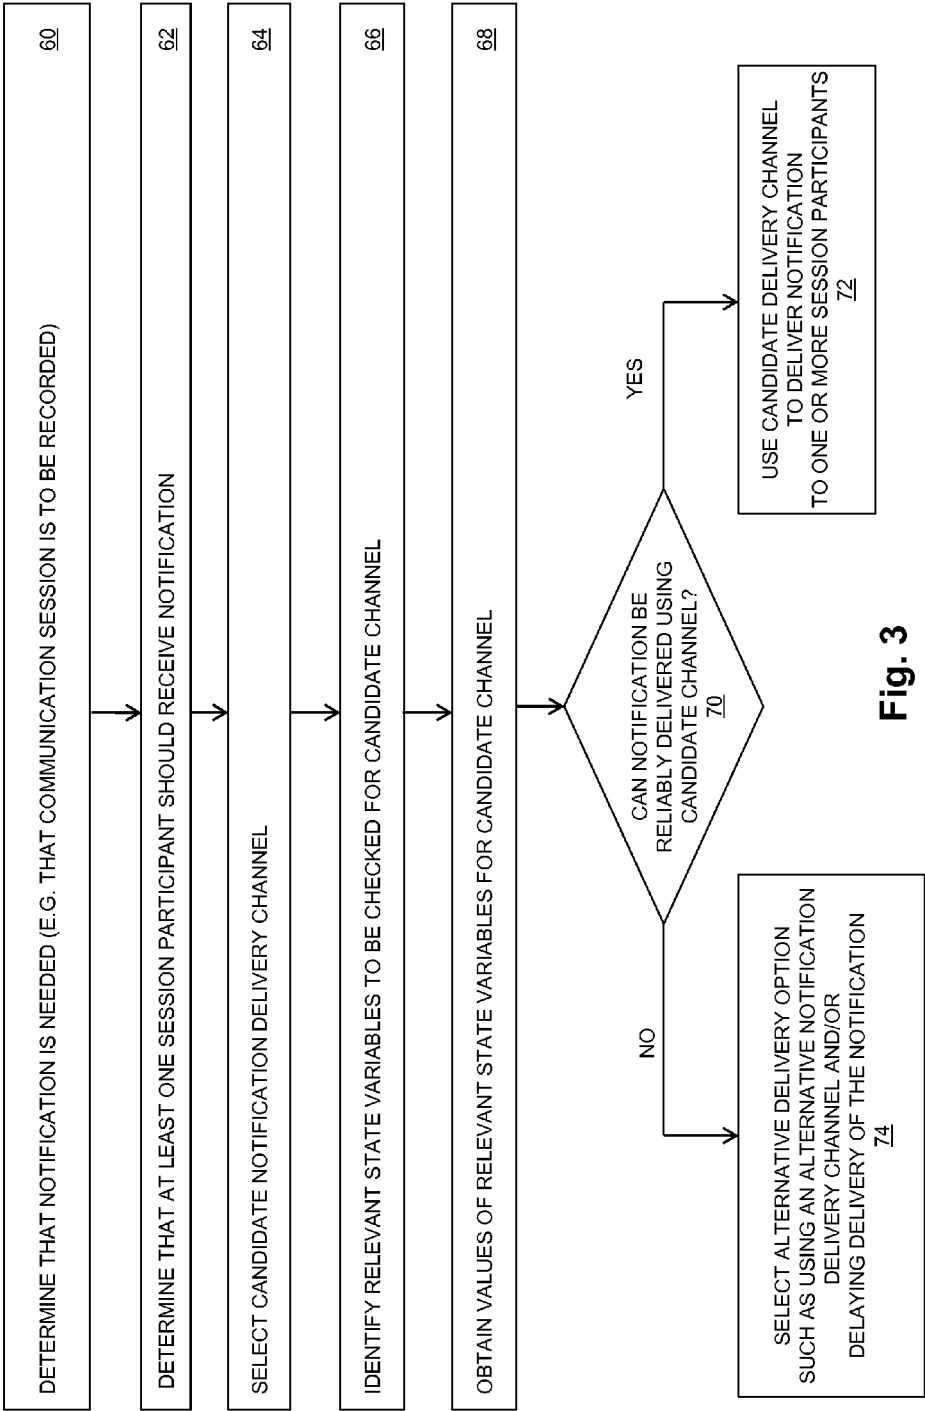 DETERMINE THAT NOTIFICATION IS NEEDED (E.G. THAT COMMUNICATION SESSION IS TO BE RECORDED) 60
DETERMINE THAT AT LEAST ONE SESSION PARTICIPANT SHOULD RECEIVE NOTIFICATION 62
SELECT CANDIDATE NOTIFICATION DELIVERY CHANNEL 64
IDENTIFY RELEVANT STATE VARIABLES TO BE CHECKED FOR CANDIDATE CHANNEL 66
OBTAIN VALUES OF RELEVANT STATE VARIABLES FOR CANDIDATE CHANNEL 68
CAN NOTIFICATION BE
RELIABLY DELIVERED USING
CANDIDATE CHANNEL?
70
NO
YES
SELECT ALTERNATIVE DELIVERY OPTION
SUCH AS USING AN ALTERNATIVE NOTIFICATION
DELIVERY CHANNEL AND/OR
DELAYING DELIVERY OF THE NOTIFICATION
74
USE CANDIDATE DELIVERY CHANNEL
TO DELIVER NOTIFICATION
TO ONE OR MORE SESSION PARTICIPANTS
72
Fig. 3